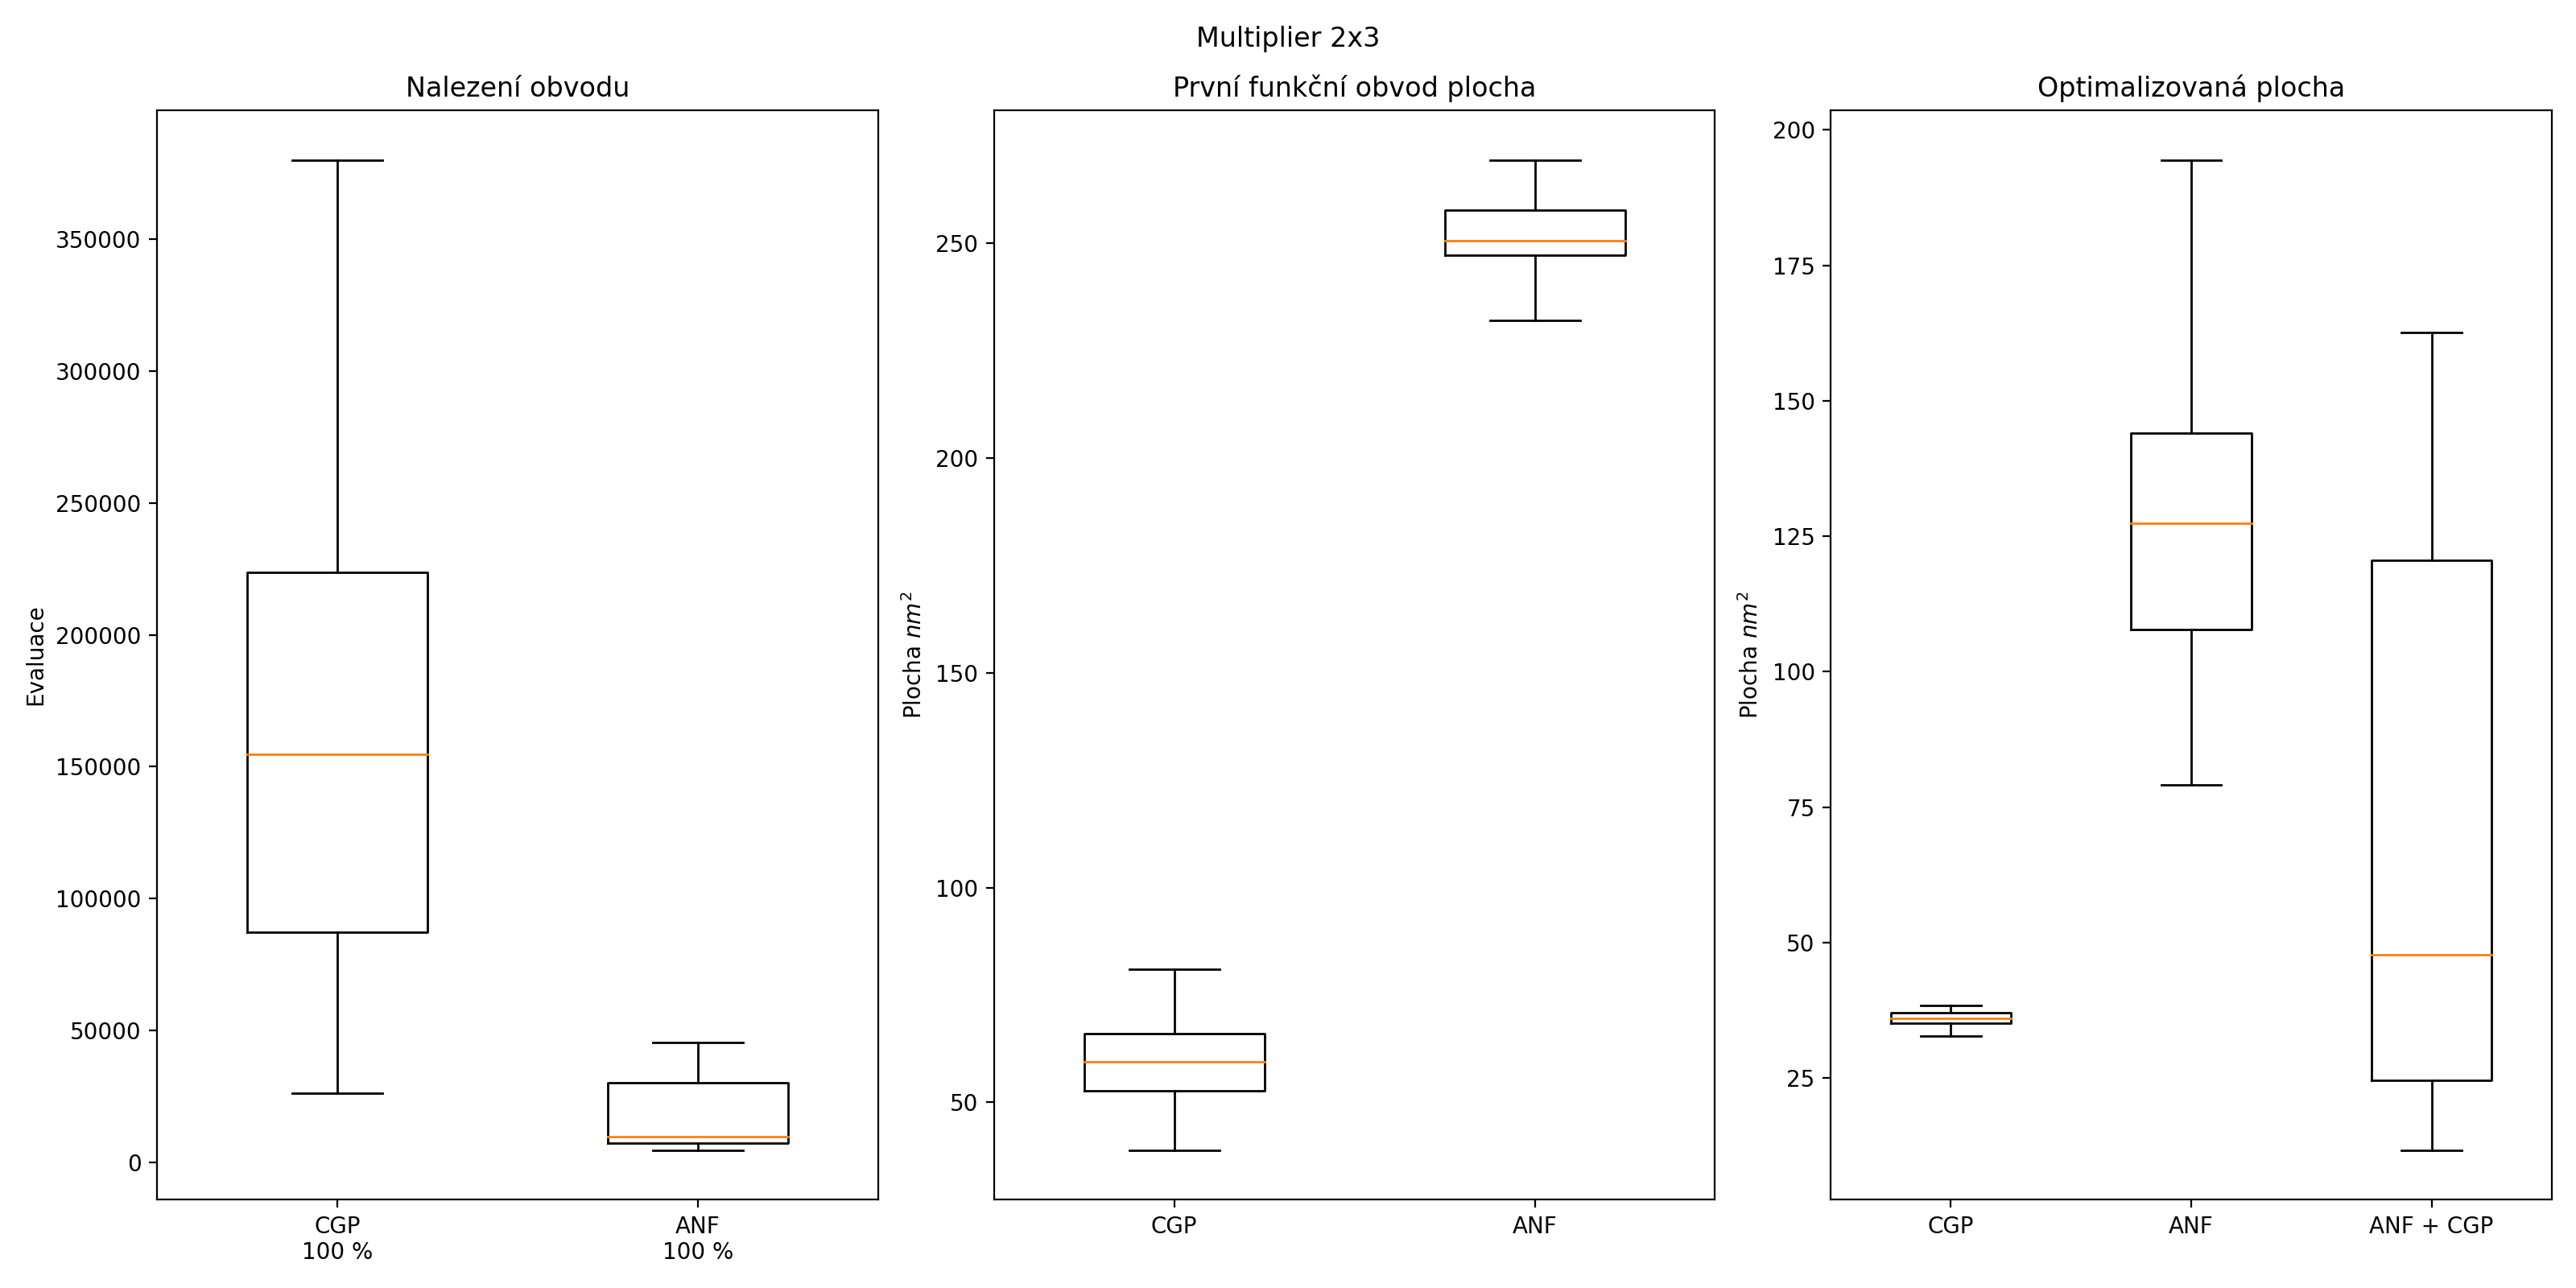 Multiplier 2x3
Nalezení obvodu
Evaluace
350000
300000
250000
200000
150000
100000
50000
0
CGP
100 %
ANF
100 %
První funkční obvod plocha
Plocha nm²
250
200
150
100
50
CGP
ANF
Optimalizovaná plocha
Plocha nm²
200
175
150
125
100
75
50
25
CGP
ANF
ANF + CGP